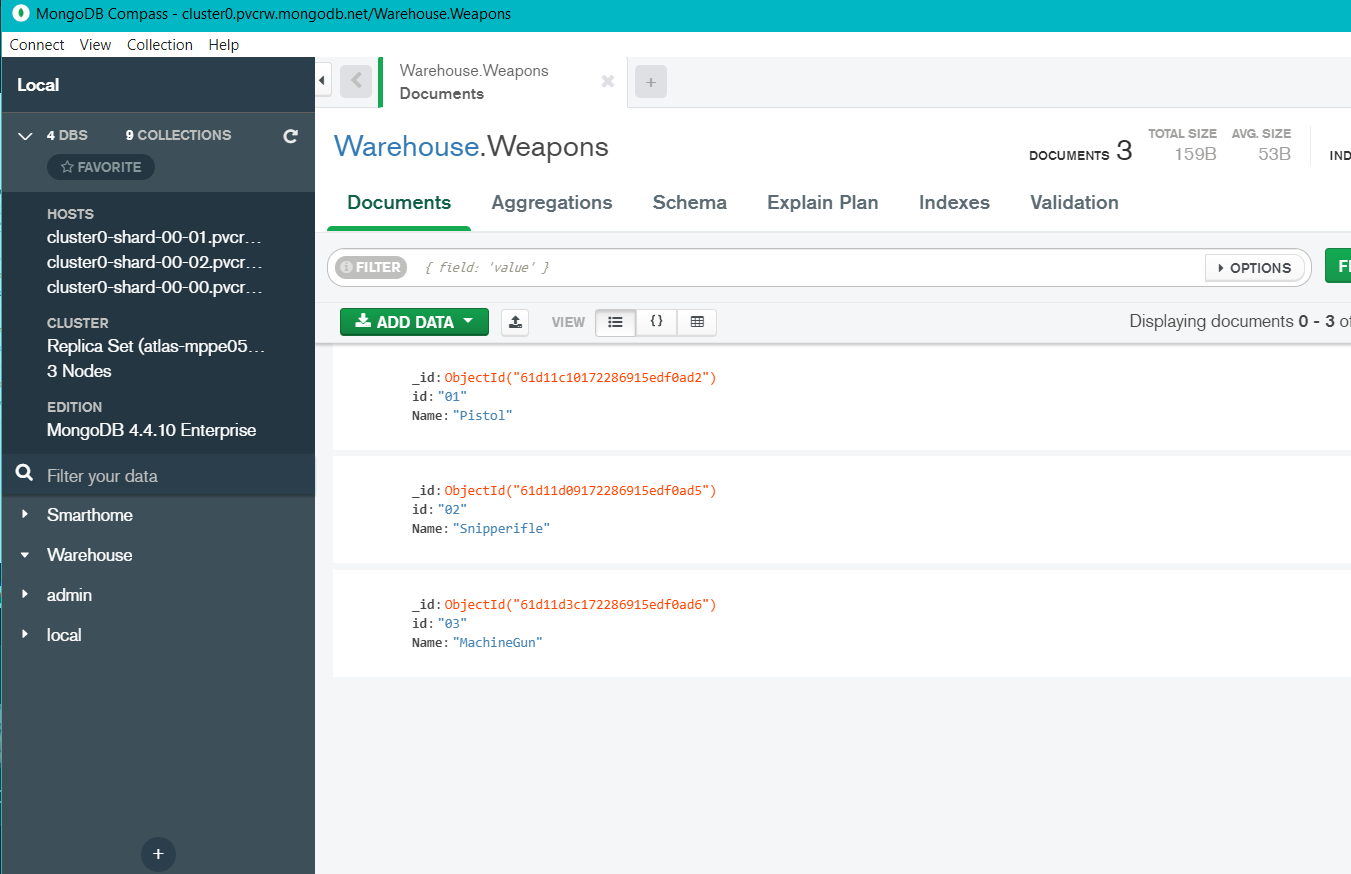 MongoDB Compass - cluster0.pvcrw.mongodb.net/Warehouse.Weapons
Connect View Collection Help
Local
4 DBS 9 COLLECTIONS
FAVORITE
HOSTS
cluster0-shard-00-01.pvcr...
cluster0-shard-00-02.pvcr...
cluster0-shard-00-00.pvcr...
CLUSTER
Replica Set (atlas-mppe05...
3 Nodes
EDITION
MongoDB 4.4.10 Enterprise
Filter your data
Smarthome
Warehouse
admin
local
+
Warehouse.Weapons
Documents
+
Warehouse.Weapons
DOCUMENTS 3
TOTAL SIZE
159B
AVG. SIZE
53B
IND
Documents Aggregations Schema Explain Plan Indexes Validation
FILTER { field: 'value' } OPTIONS FI
ADD DATA VIEW {} Displaying documents 0 - 3 of
_id: ObjectId("61d11c10172286915edf0ad2")
id: "01"
Name: "Pistol"
_id: ObjectId("61d11d09172286915edf0ad5")
id: "02"
Name: "Snipperifle"
_id: ObjectId("61d11d3c172286915edf0ad6")
id: "03"
Name: "MachineGun"